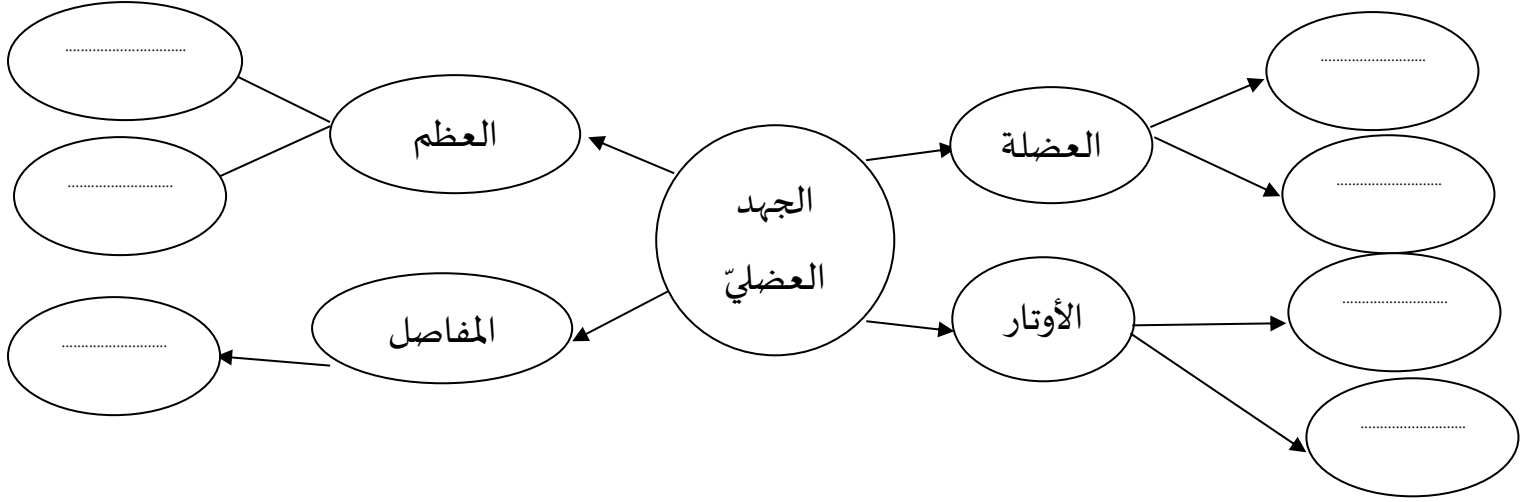 العضلة
العظم
الجهد
العضليّ
الأوتار
المفاصل